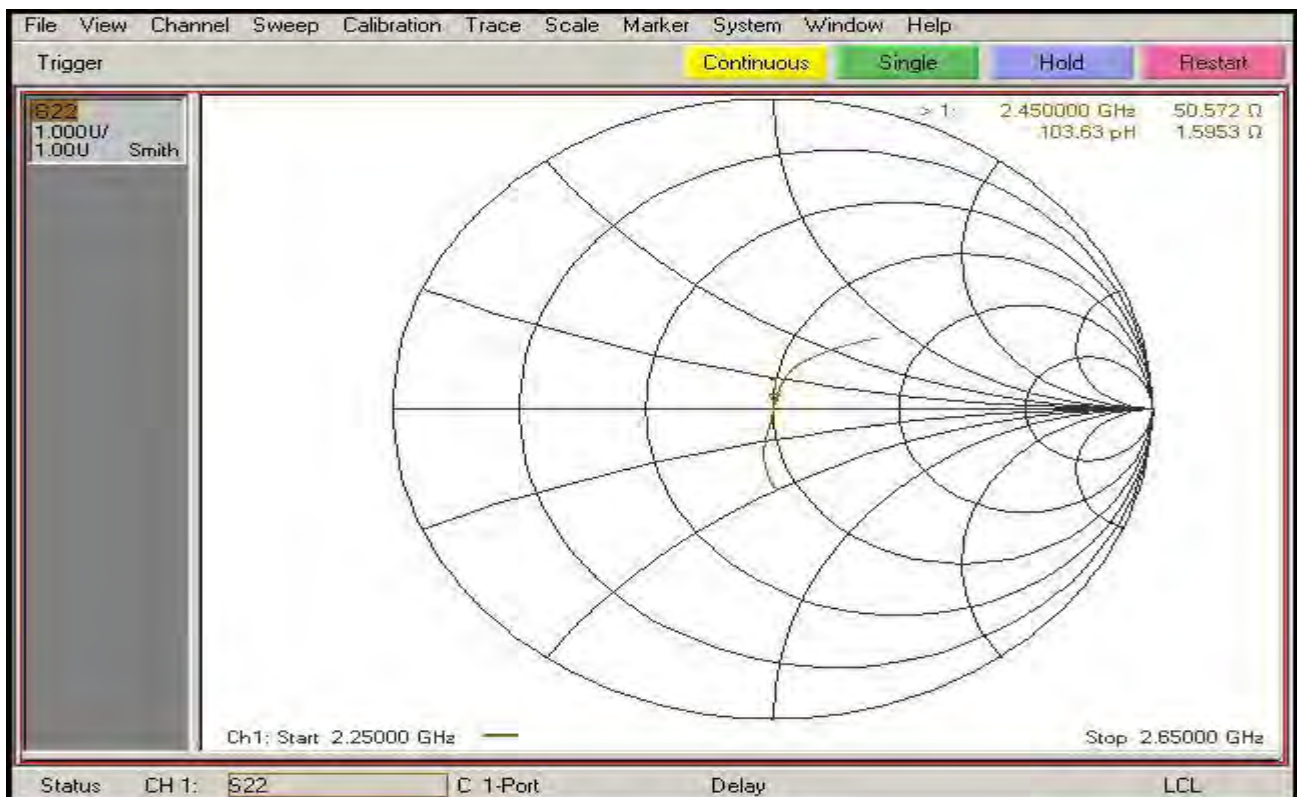 File View Channel Sweep Calibration Trace Scale Marker System Window Help
Trigger Continuous Single Hold Restart
S22
1.000U/
1.00U Smith
> 1: 2.450000 GHz 50.572 Ω
103.63 pH 1.5953 Ω
Ch1: Start 2.25000 GHz
Stop 2.65000 GHz
Status CH 1: S22 C 1-Port Delay LCL